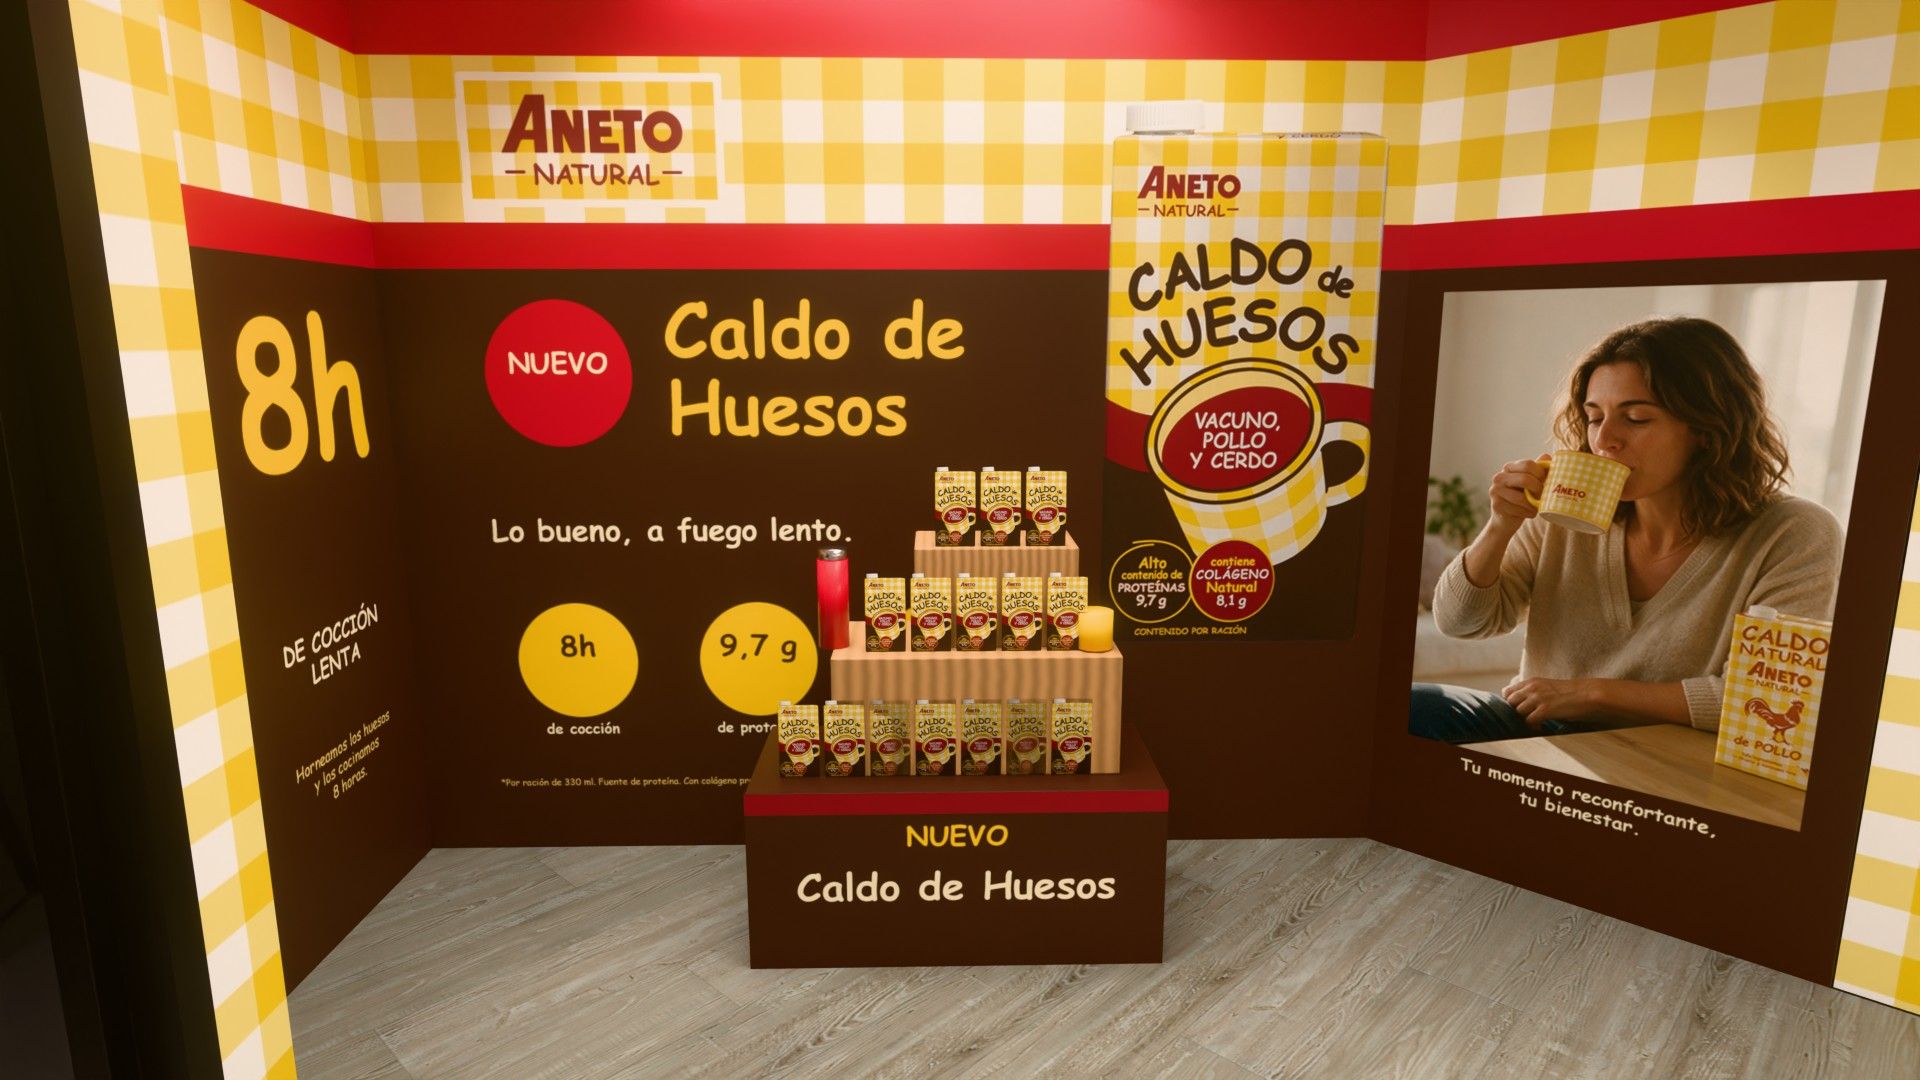 ANETO
NATURAL
8h
DE COCCIÓN
LENTA
Horneamos los huesos
y los cocinamos
8 horas.
NUEVO
Caldo de
Huesos
Lo bueno, a fuego lento.
8h
de cocción
9,7 g
de prot
*Por ración de 330 ml. Fuente de proteína. Con colágeno
ANETO
NATURAL
CALDO de
HUESOS
VACUNO,
POLLO
Y CERDO
Alto
contenido de
PROTEÍNAS
9,7 g
contiene
COLÁGENO
Natural
8,1 g
CONTENIDO POR RACIÓN
ANETO
CALDO de
HUESOS
NUEVO
Caldo de Huesos
ANETO
CALDO
NATURAL
ANETO
NATURAL
de POLLO
Tu momento reconfortante,
tu bienestar.